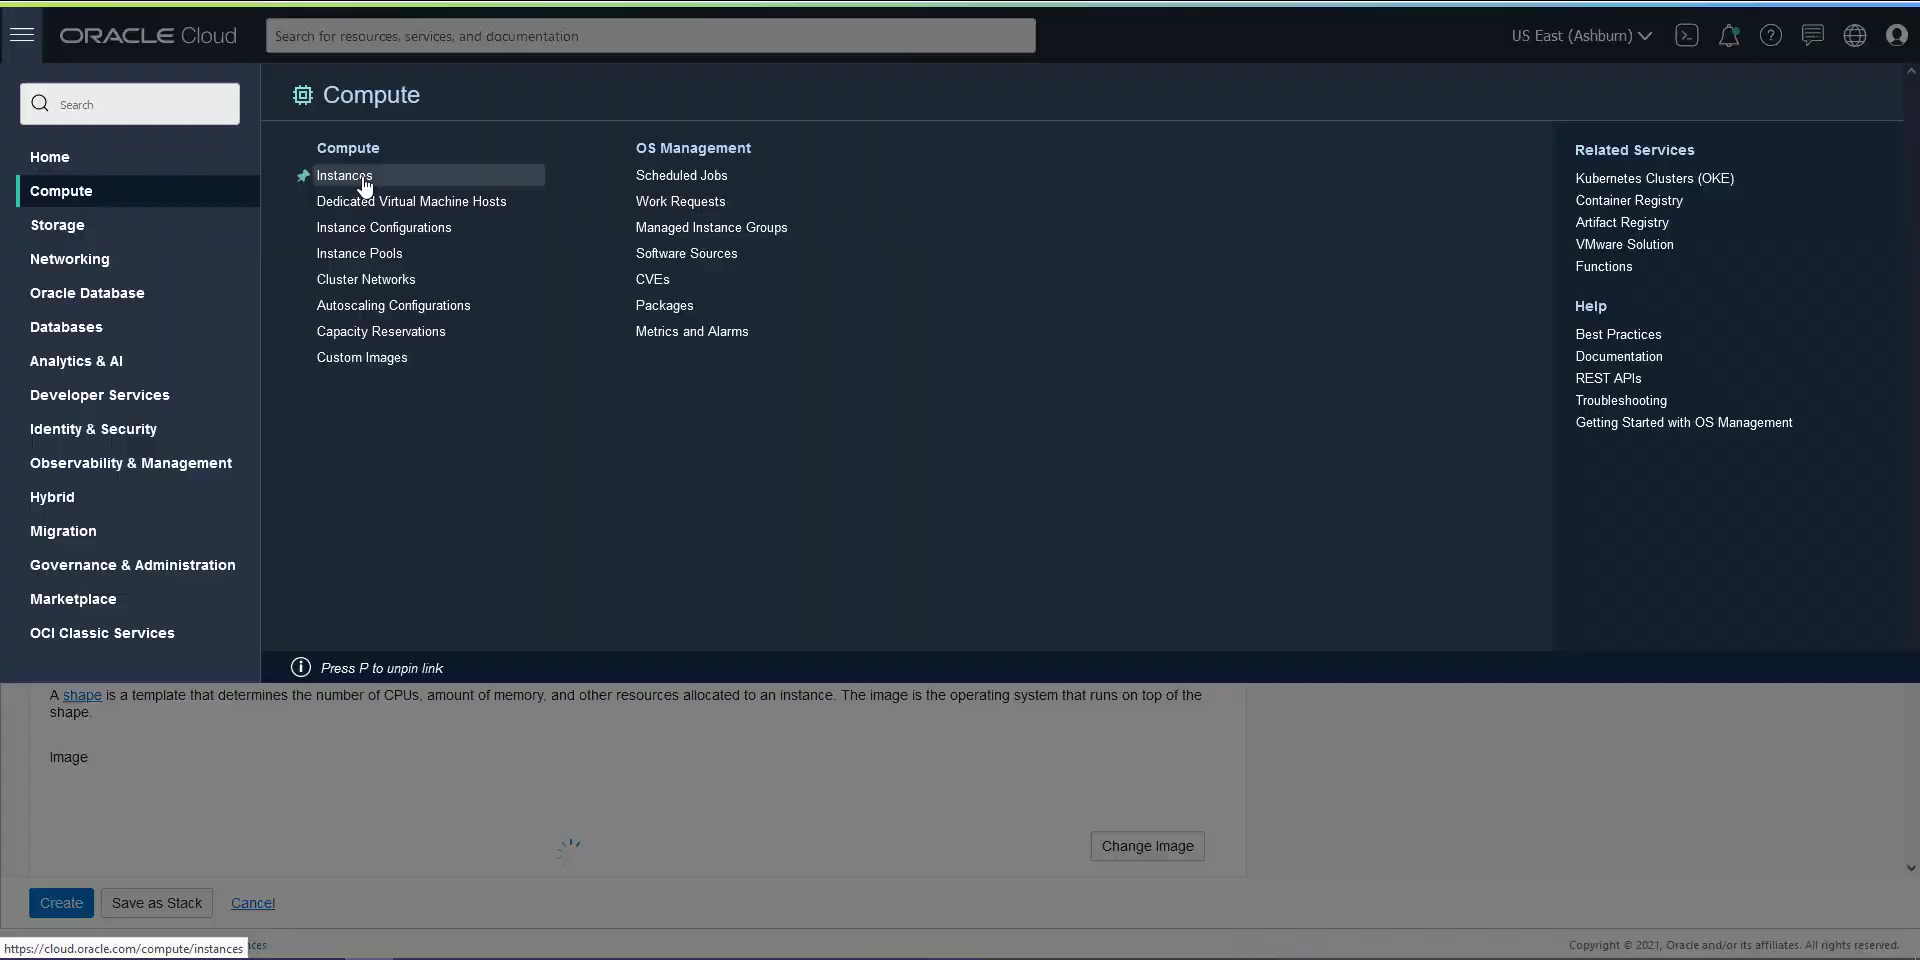 ORACLE Cloud
Search for resources, services, and documentation
US East (Ashburn)
Search
Home
Compute
Storage
Networking
Oracle Database
Databases
Analytics & AI
Developer Services
Identity & Security
Observability & Management
Hybrid
Migration
Governance & Administration
Marketplace
OCI Classic Services
Compute
Compute
Instances
Dedicated Virtual Machine Hosts
Instance Configurations
Instance Pools
Cluster Networks
Autoscaling Configurations
Capacity Reservations
Custom Images
OS Management
Scheduled Jobs
Work Requests
Managed Instance Groups
Software Sources
CVEs
Packages
Metrics and Alarms
Related Services
Kubernetes Clusters (OKE)
Container Registry
Artifact Registry
VMware Solution
Functions
Help
Best Practices
Documentation
REST APIs
Troubleshooting
Getting Started with OS Management
Press P to unpin link
A shape is a template that determines the number of CPUs, amount of memory, and other resources allocated to an instance. The image is the operating system that runs on top of the
shape.
Image
Change Image
Create
Save as Stack
Cancel
https://cloud.oracle.com/compute/instances
Copyright © 2021, Oracle and/or its affiliates. All rights reserved.